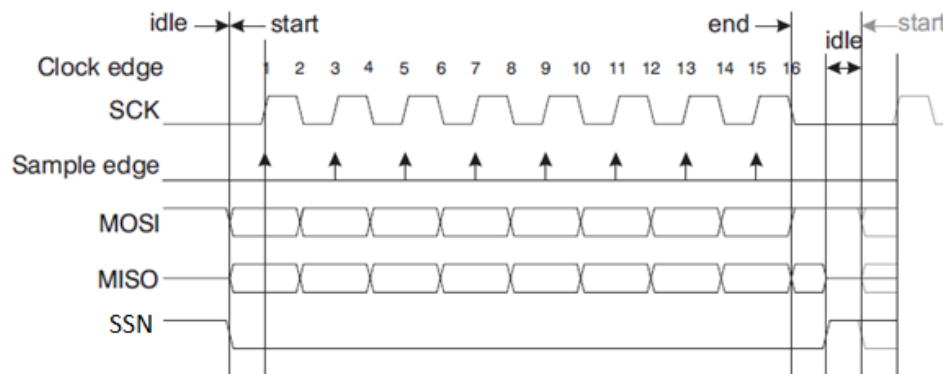 idle start end start
idle
Clock edge 1 2 3 4 5 6 7 8 9 10 11 12 13 14 15 16
SCK
Sample edge
MOSI
MISO
SSN